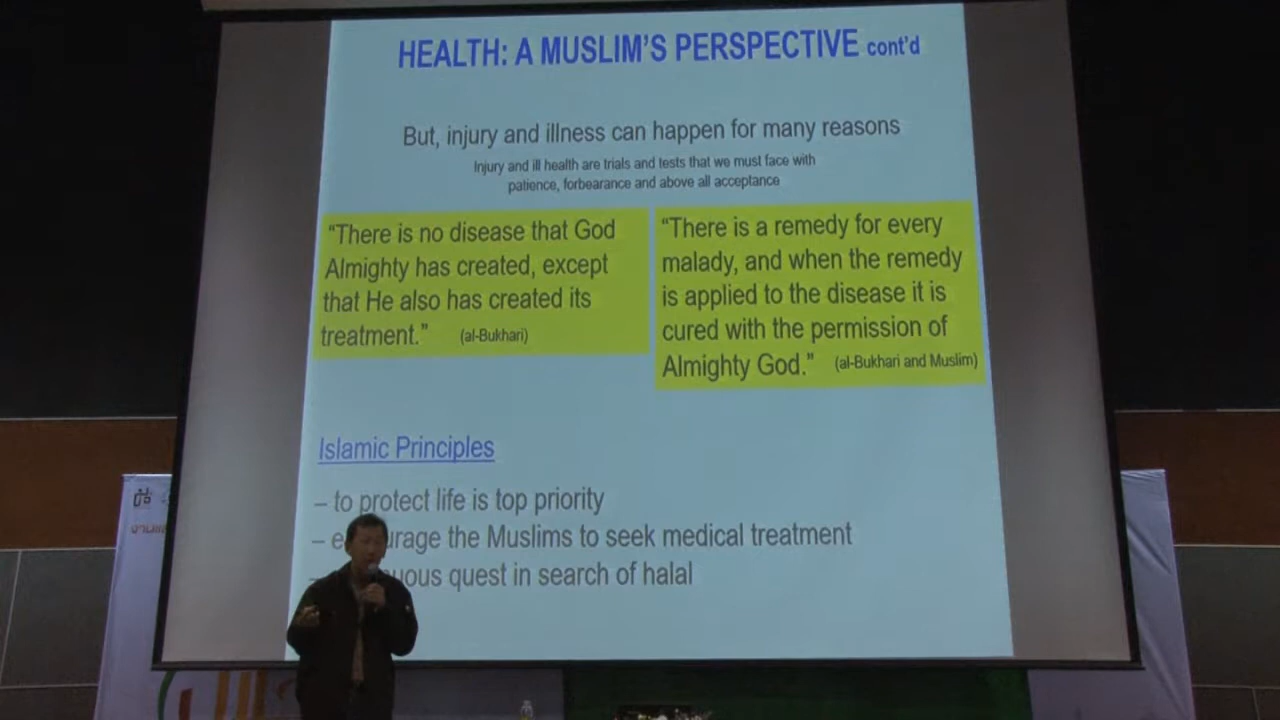 HEALTH: A MUSLIM'S PERSPECTIVE cont'd
But, injury and illness can happen for many reasons
Injury and ill health are trials and tests that we must face with
patience, forbearance and above all acceptance
“There is no disease that God
Almighty has created, except
that He also has created its
treatment.” (al-Bukhari)
“There is a remedy for every
malady, and when the remedy
is applied to the disease it is
cured with the permission of
Almighty God.” (al-Bukhari and Muslim)
Islamic Principles
– to protect life is top priority
– the Muslims to seek medical treatment
– quest in search of halal